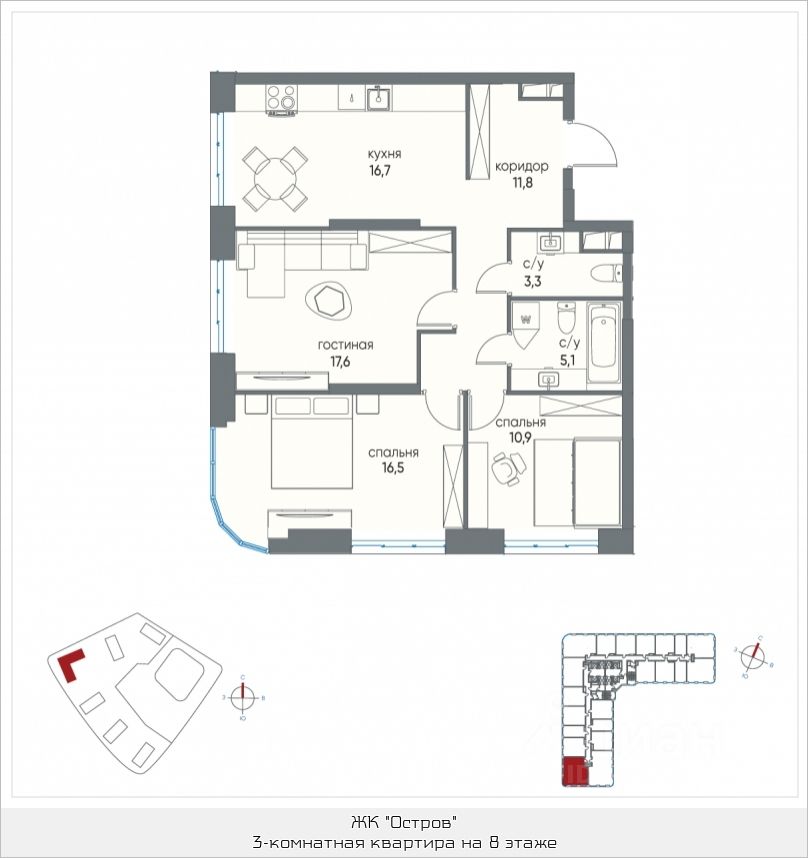 кухня
16,7
коридор
11,8
с/у
3,3
гостиная
17,6
W
с/у
5,1
спальня
16,5
спальня
10,9
С
З
В
Ю
С
З
В
Ю
циан
ЖК "Остров"
3-комнатная квартира на 8 этаже